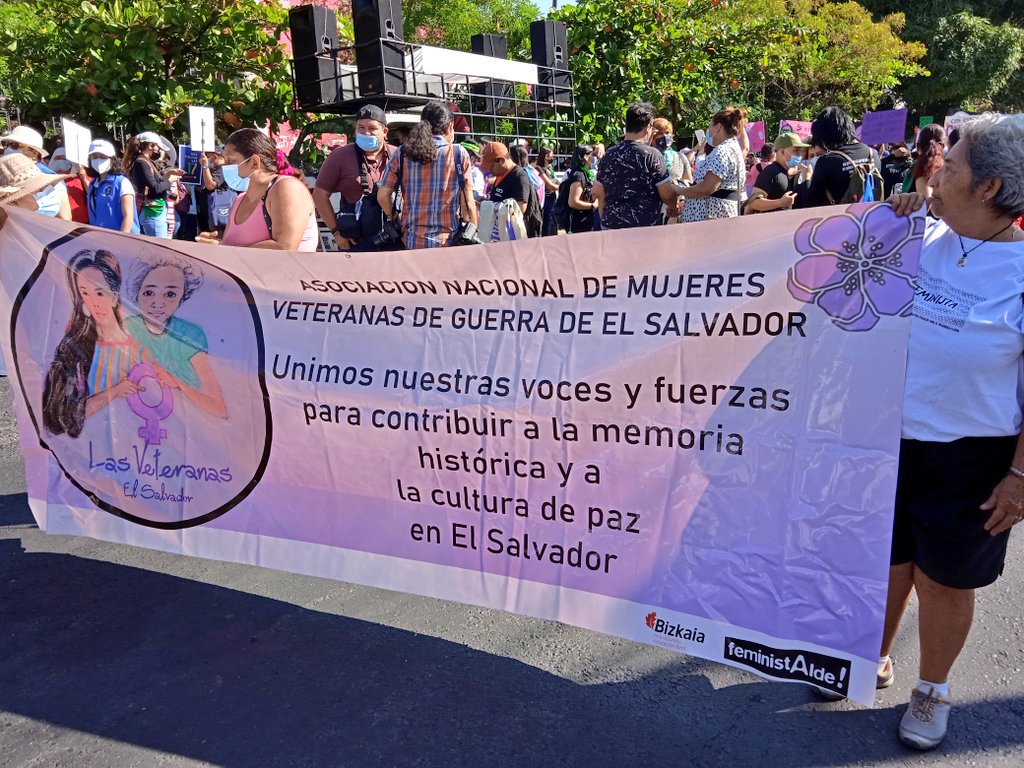 ASOCIACION NACIONAL DE MUJERES
VETERANAS DE GUERRA DE EL SALVADOR
Unimos nuestras voces y fuerzas
para contribuir a la memoria
histórica y a
la cultura de paz
en El Salvador
Las Veteranas
El Salvador
Bizkaia
feministAlde!